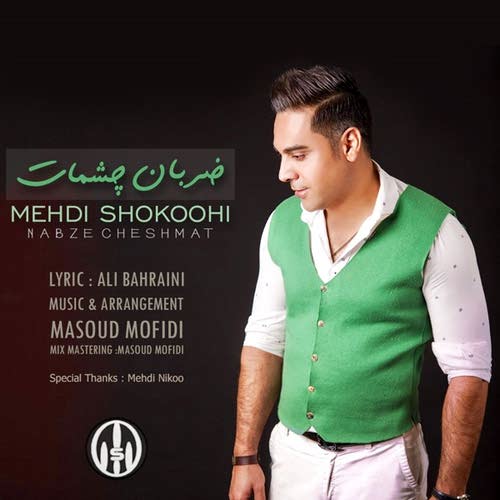 ضربان چشمات
MEHDI SHOKOOHI
NABZE CHESHMAT
LYRIC : ALI BAHRAINI
MUSIC & ARRANGEMENT
MASOUD MOFIDI
MIX MASTERING :MASOUD MOFIDI
Special Thanks : Mehdi Nikoo
S